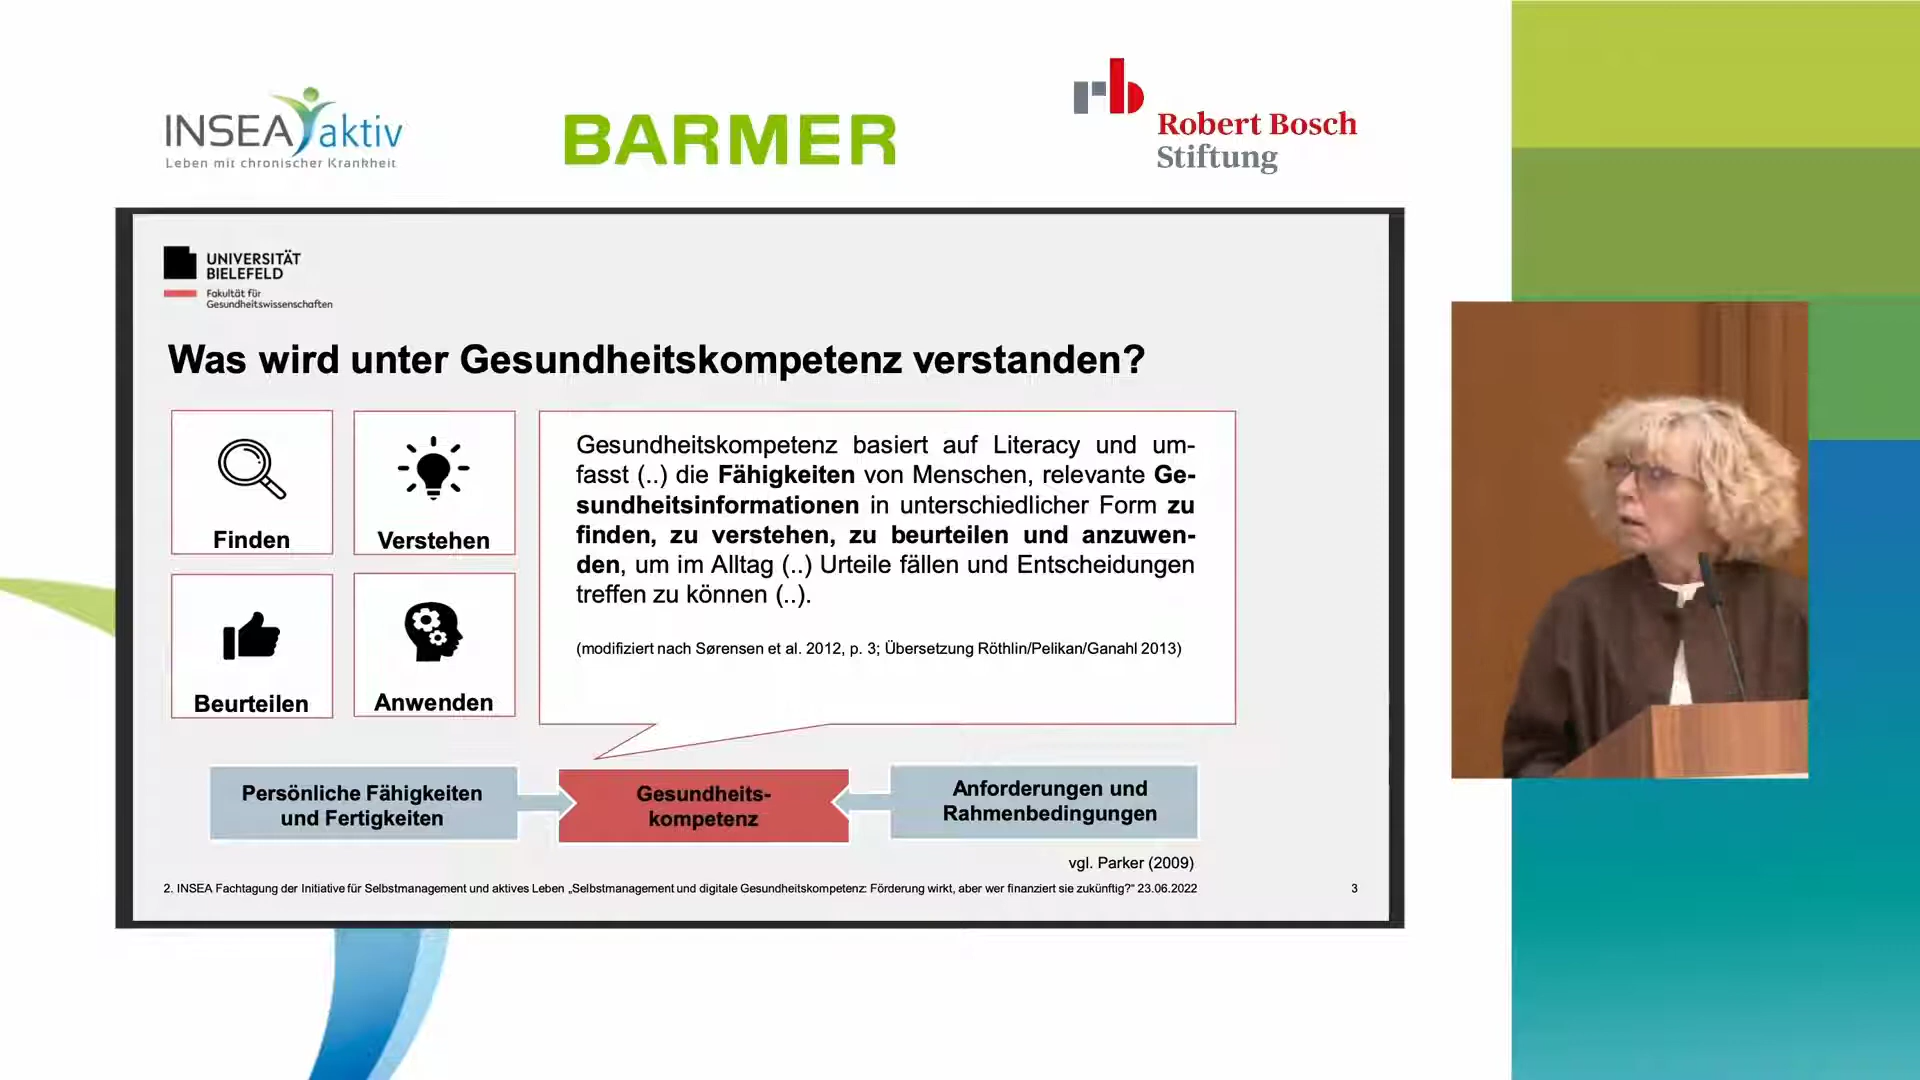 INSEA aktiv
Leben mit chronischer Krankheit
BARMER
Robert Bosch
Stiftung
UNIVERSITÄT
BIELEFELD
Fakultät für
Gesundheitswissenschaften
Was wird unter Gesundheitskompetenz verstanden?
Finden
Verstehen
Beurteilen
Anwenden
Gesundheitskompetenz basiert auf Literacy und um-
fasst (..) die Fähigkeiten von Menschen, relevante Ge-
sundheitsinformationen in unterschiedlicher Form zu
finden, zu verstehen, zu beurteilen und anzuwen-
den, um im Alltag (..) Urteile fällen und Entscheidungen
treffen zu können (..).
(modifiziert nach Sørensen et al. 2012, p. 3; Übersetzung Röthlin/Pelikan/Ganahl 2013)
Persönliche Fähigkeiten
und Fertigkeiten
Gesundheits-
kompetenz
Anforderungen und
Rahmenbedingungen
vgl. Parker (2009)
2. INSEA Fachtagung der Initiative für Selbstmanagement und aktives Leben „Selbstmanagement und digitale Gesundheitskompetenz: Förderung wirkt, aber wer finanziert sie zukünftig?“ 23.06.2022
3